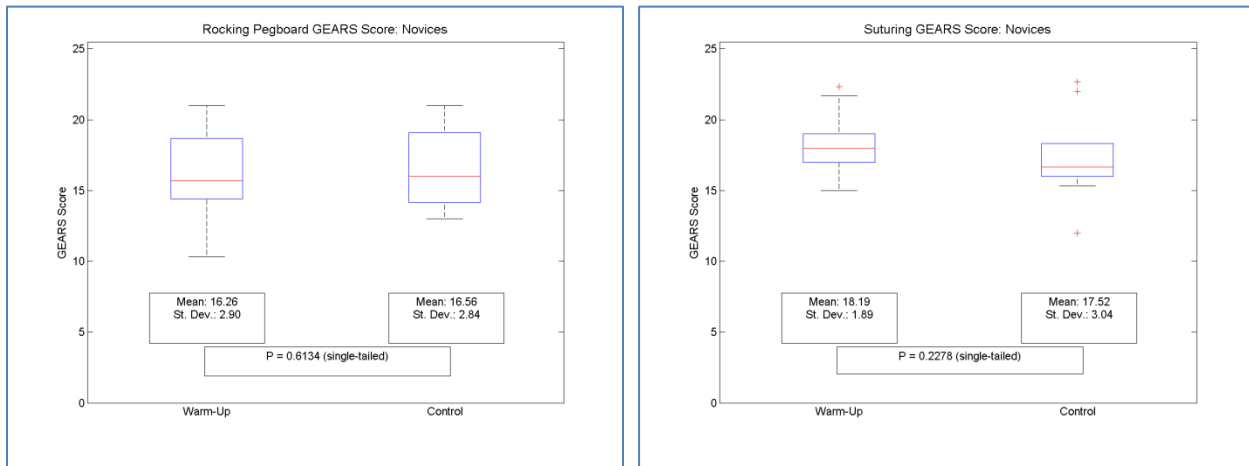 Rocking Pegboard GEARS Score: Novices
25
20
15
10
5
0
GEARS Score
Mean: 16.26
St. Dev.: 2.90
Mean: 16.56
St. Dev.: 2.84
P = 0.6134 (single-tailed)
Warm-Up
Control
Suturing GEARS Score: Novices
25
20
15
10
5
0
GEARS Score
Mean: 18.19
St. Dev.: 1.89
Mean: 17.52
St. Dev.: 3.04
P = 0.2278 (single-tailed)
Warm-Up
Control